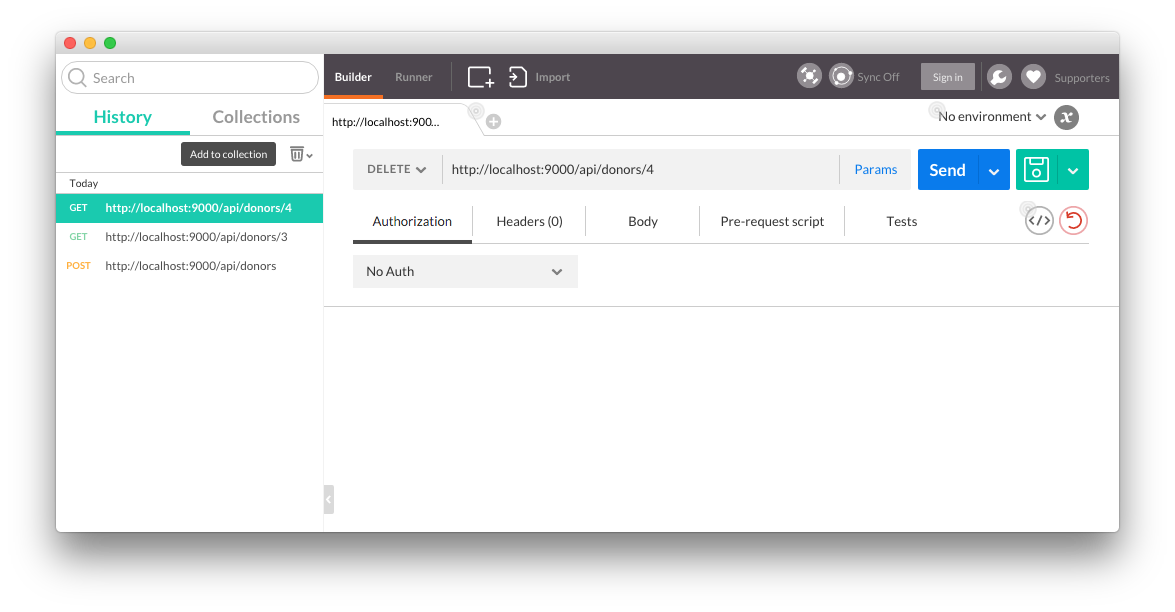 Search
Builder
Runner
Import
Sync Off
Sign in
Supporters
History
Collections
http://localhost:900...
No environment
Add to collection
DELETE
http://localhost:9000/api/donors/4
Params
Send
Today
GET http://localhost:9000/api/donors/4
GET http://localhost:9000/api/donors/3
POST http://localhost:9000/api/donors
Authorization
Headers (0)
Body
Pre-request script
Tests
No Auth